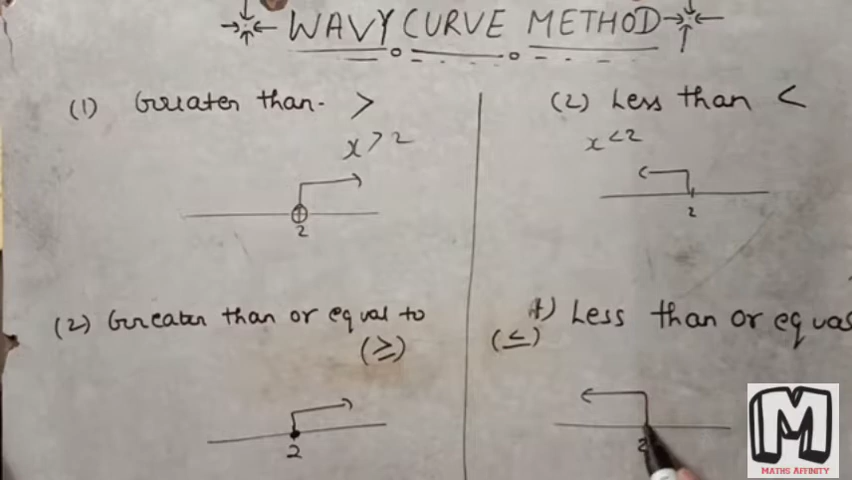 WAVY CURVE METHOD
(1) Greater than - >
x > 2
2
(2) Less than <
x < 2
2
(2) Greater than or equal to
(≥)
2
4) Less than or equal
(≤)
2
M
MATHS AFFINITY